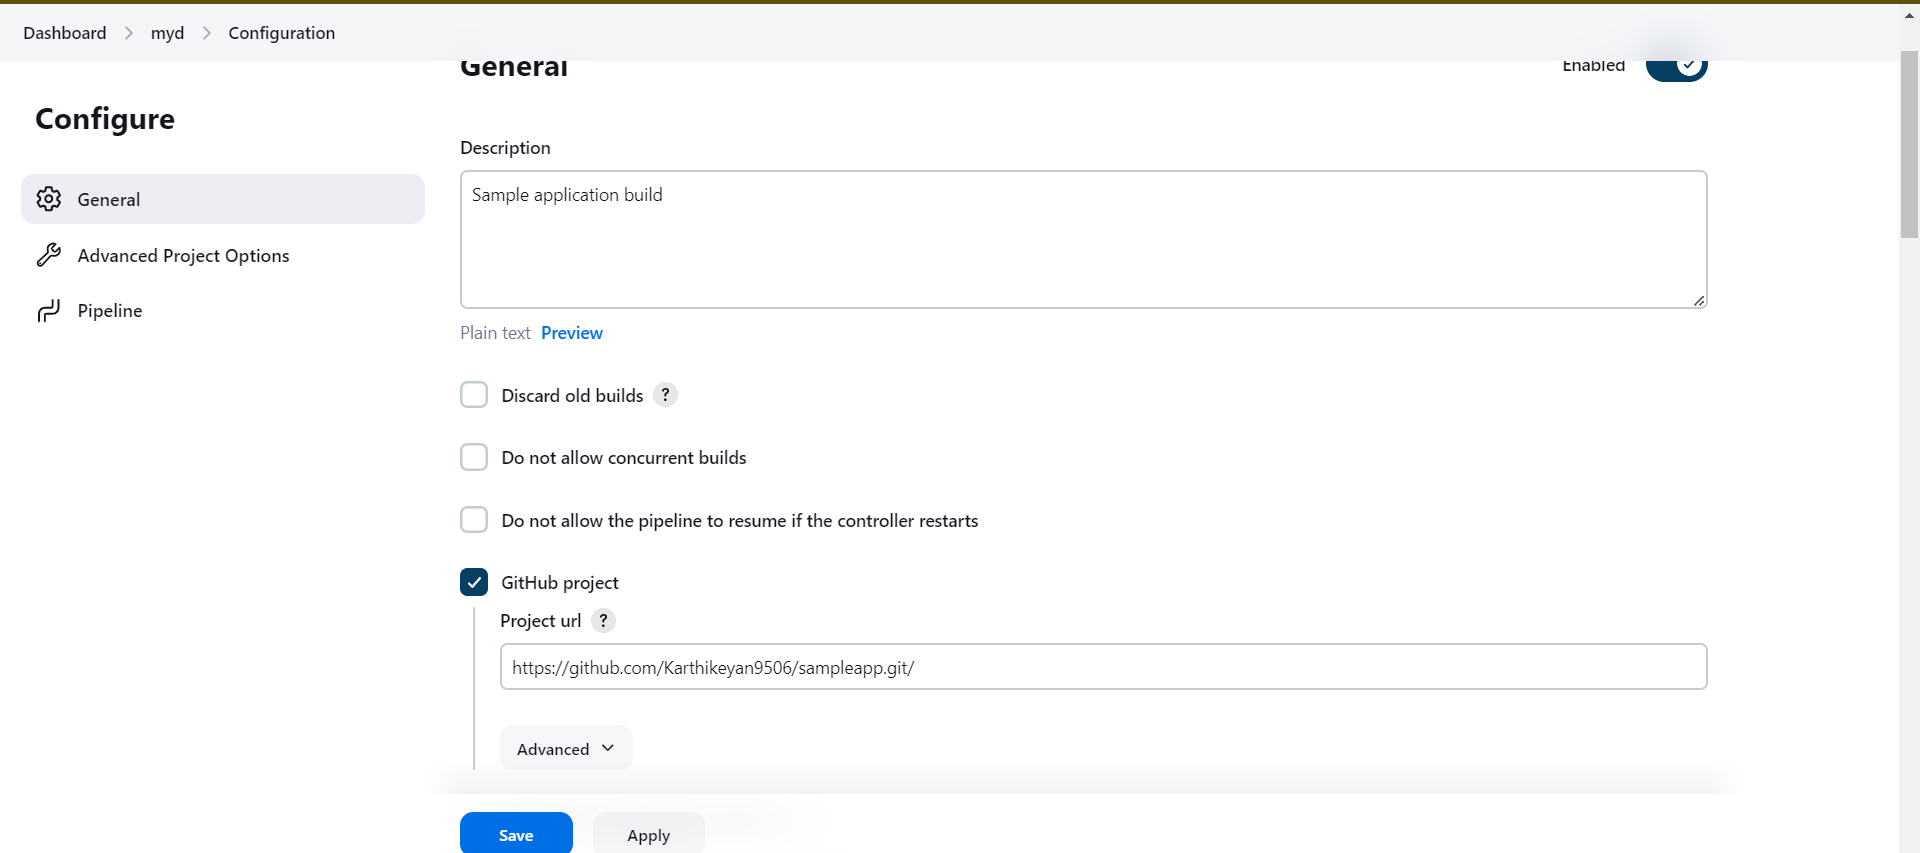 Dashboard > myd > Configuration
Configure
General
Advanced Project Options
Pipeline
General
Enabled
Description
Sample application build
Plain text Preview
Discard old builds ?
Do not allow concurrent builds
Do not allow the pipeline to resume if the controller restarts
GitHub project
Project url ?
https://github.com/Karthikeyan9506/sampleapp.git/
Advanced
Save Apply